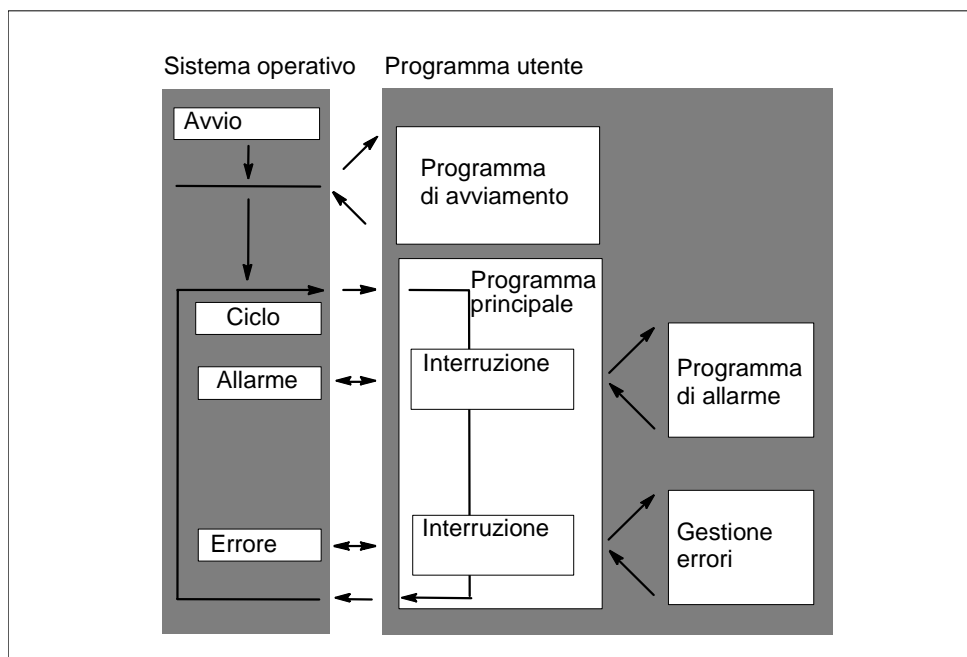 Sistema operativo
Programma utente
Avvio
Programma
di avviamento
Programma
principale
Ciclo
Interruzione
Allarme
Programma
di allarme
Interruzione
Errore
Gestione
errori